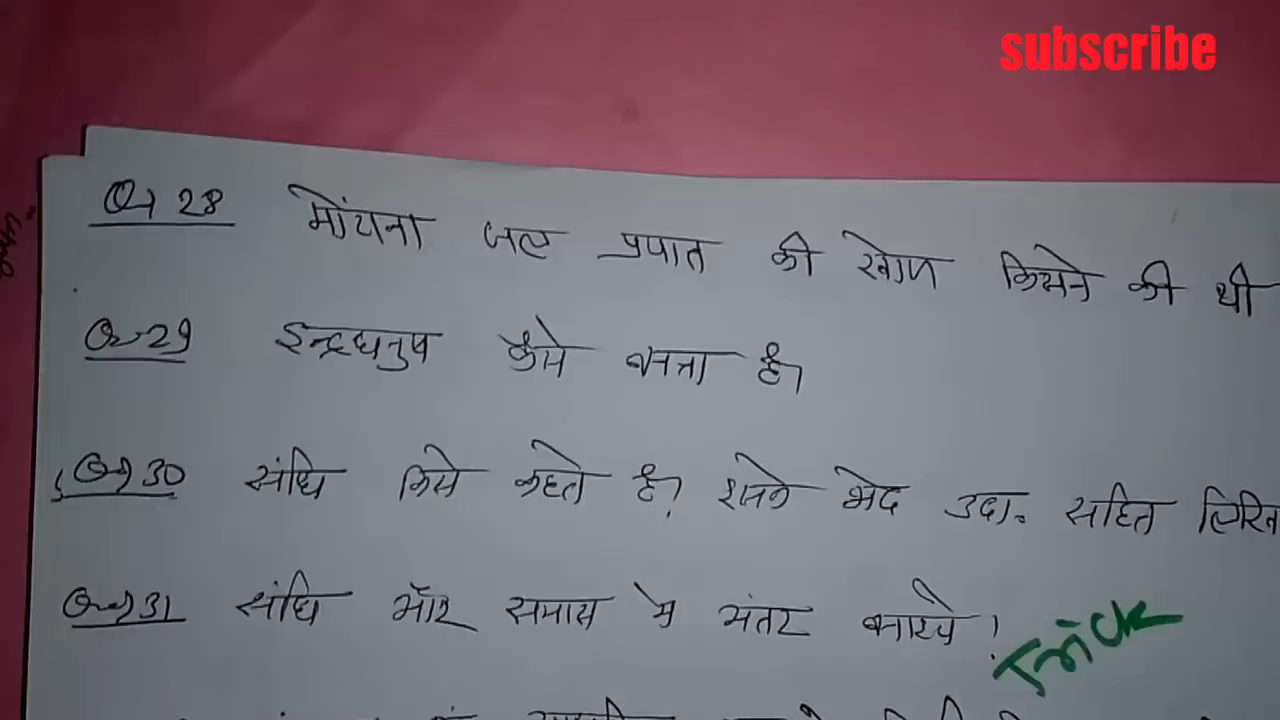 subscribe
Q 28 मोंयना जल प्रपात की खोज किसने की थी
Q 29 इन्द्रधनुष कैसे बनता है।
Q 30 संधि किसे कहते है? इसके भेद उदा. सहित लिखि
Q 31 संधि और समास मे अंतर बताइये!
Trick